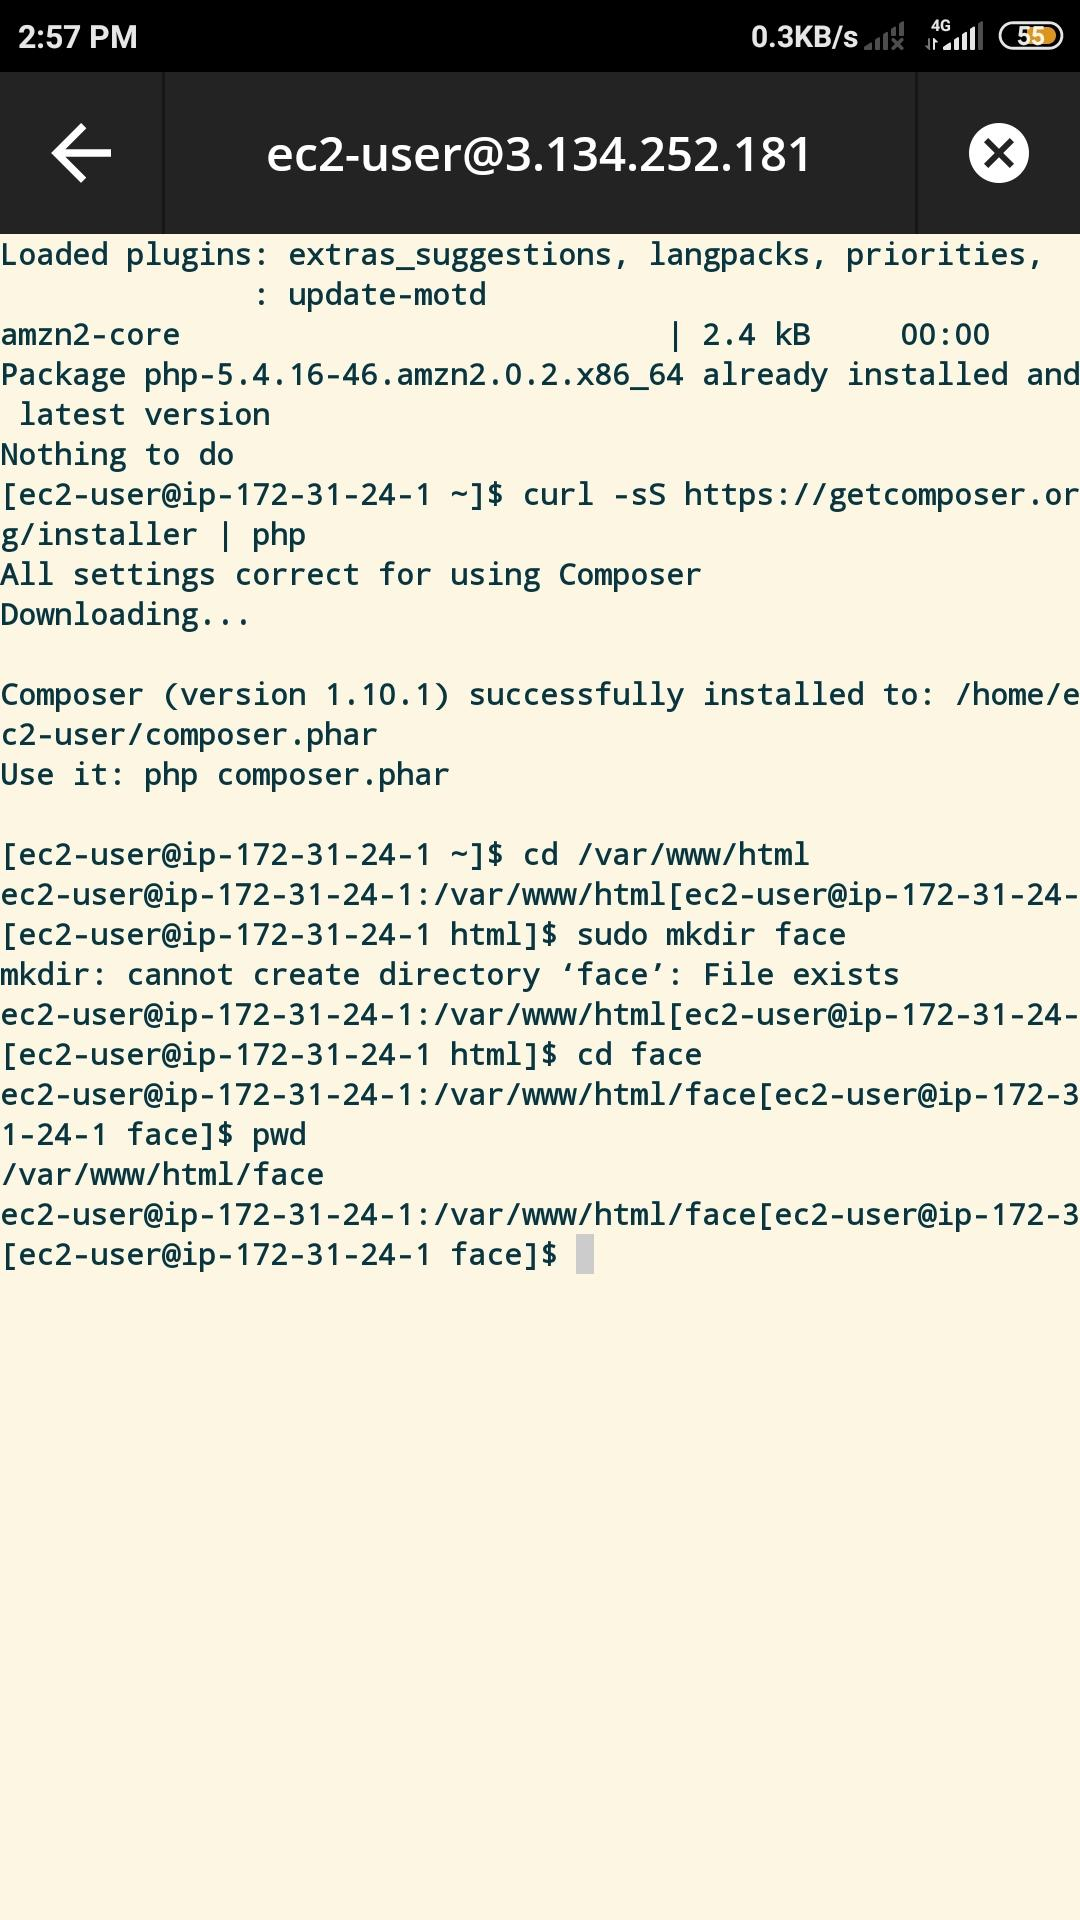 2:57 PM 0.3KB/s 4G 55
ec2-user@3.134.252.181
Loaded plugins: extras_suggestions, langpacks, priorities,
              : update-motd
amzn2-core                           | 2.4 kB     00:00
Package php-5.4.16-46.amzn2.0.2.x86_64 already installed and
 latest version
Nothing to do
[ec2-user@ip-172-31-24-1 ~]$ curl -sS https://getcomposer.or
g/installer | php
All settings correct for using Composer
Downloading...

Composer (version 1.10.1) successfully installed to: /home/e
c2-user/composer.phar
Use it: php composer.phar

[ec2-user@ip-172-31-24-1 ~]$ cd /var/www/html
ec2-user@ip-172-31-24-1:/var/www/html[ec2-user@ip-172-31-24-
[ec2-user@ip-172-31-24-1 html]$ sudo mkdir face
mkdir: cannot create directory ‘face’: File exists
ec2-user@ip-172-31-24-1:/var/www/html[ec2-user@ip-172-31-24-
[ec2-user@ip-172-31-24-1 html]$ cd face
ec2-user@ip-172-31-24-1:/var/www/html/face[ec2-user@ip-172-3
1-24-1 face]$ pwd
/var/www/html/face
ec2-user@ip-172-31-24-1:/var/www/html/face[ec2-user@ip-172-3
[ec2-user@ip-172-31-24-1 face]$